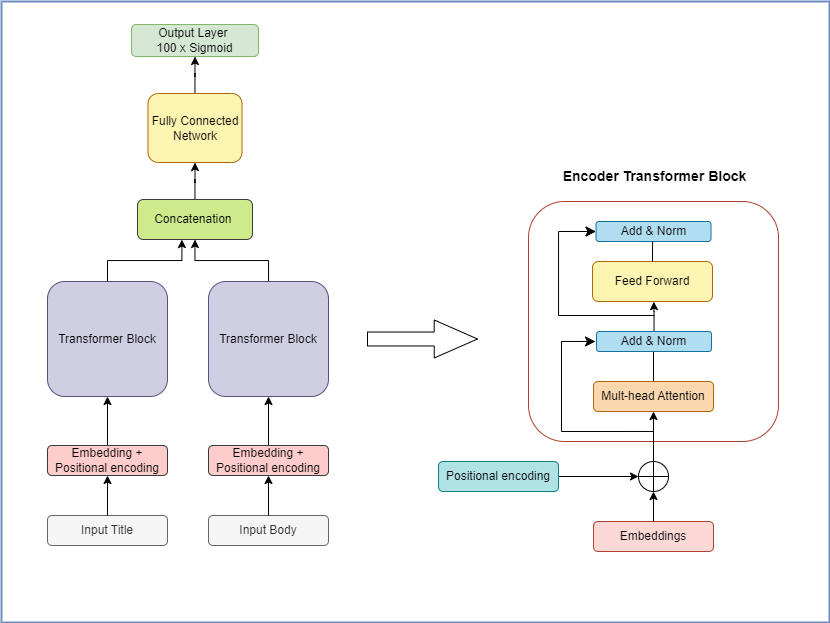 Output Layer
100 x Sigmoid
Fully Connected
Network
Concatenation
Transformer Block
Transformer Block
Embedding +
Positional encoding
Embedding +
Positional encoding
Input Title
Input Body
Encoder Transformer Block
Add & Norm
Feed Forward
Add & Norm
Mult-head Attention
Positional encoding
Embeddings